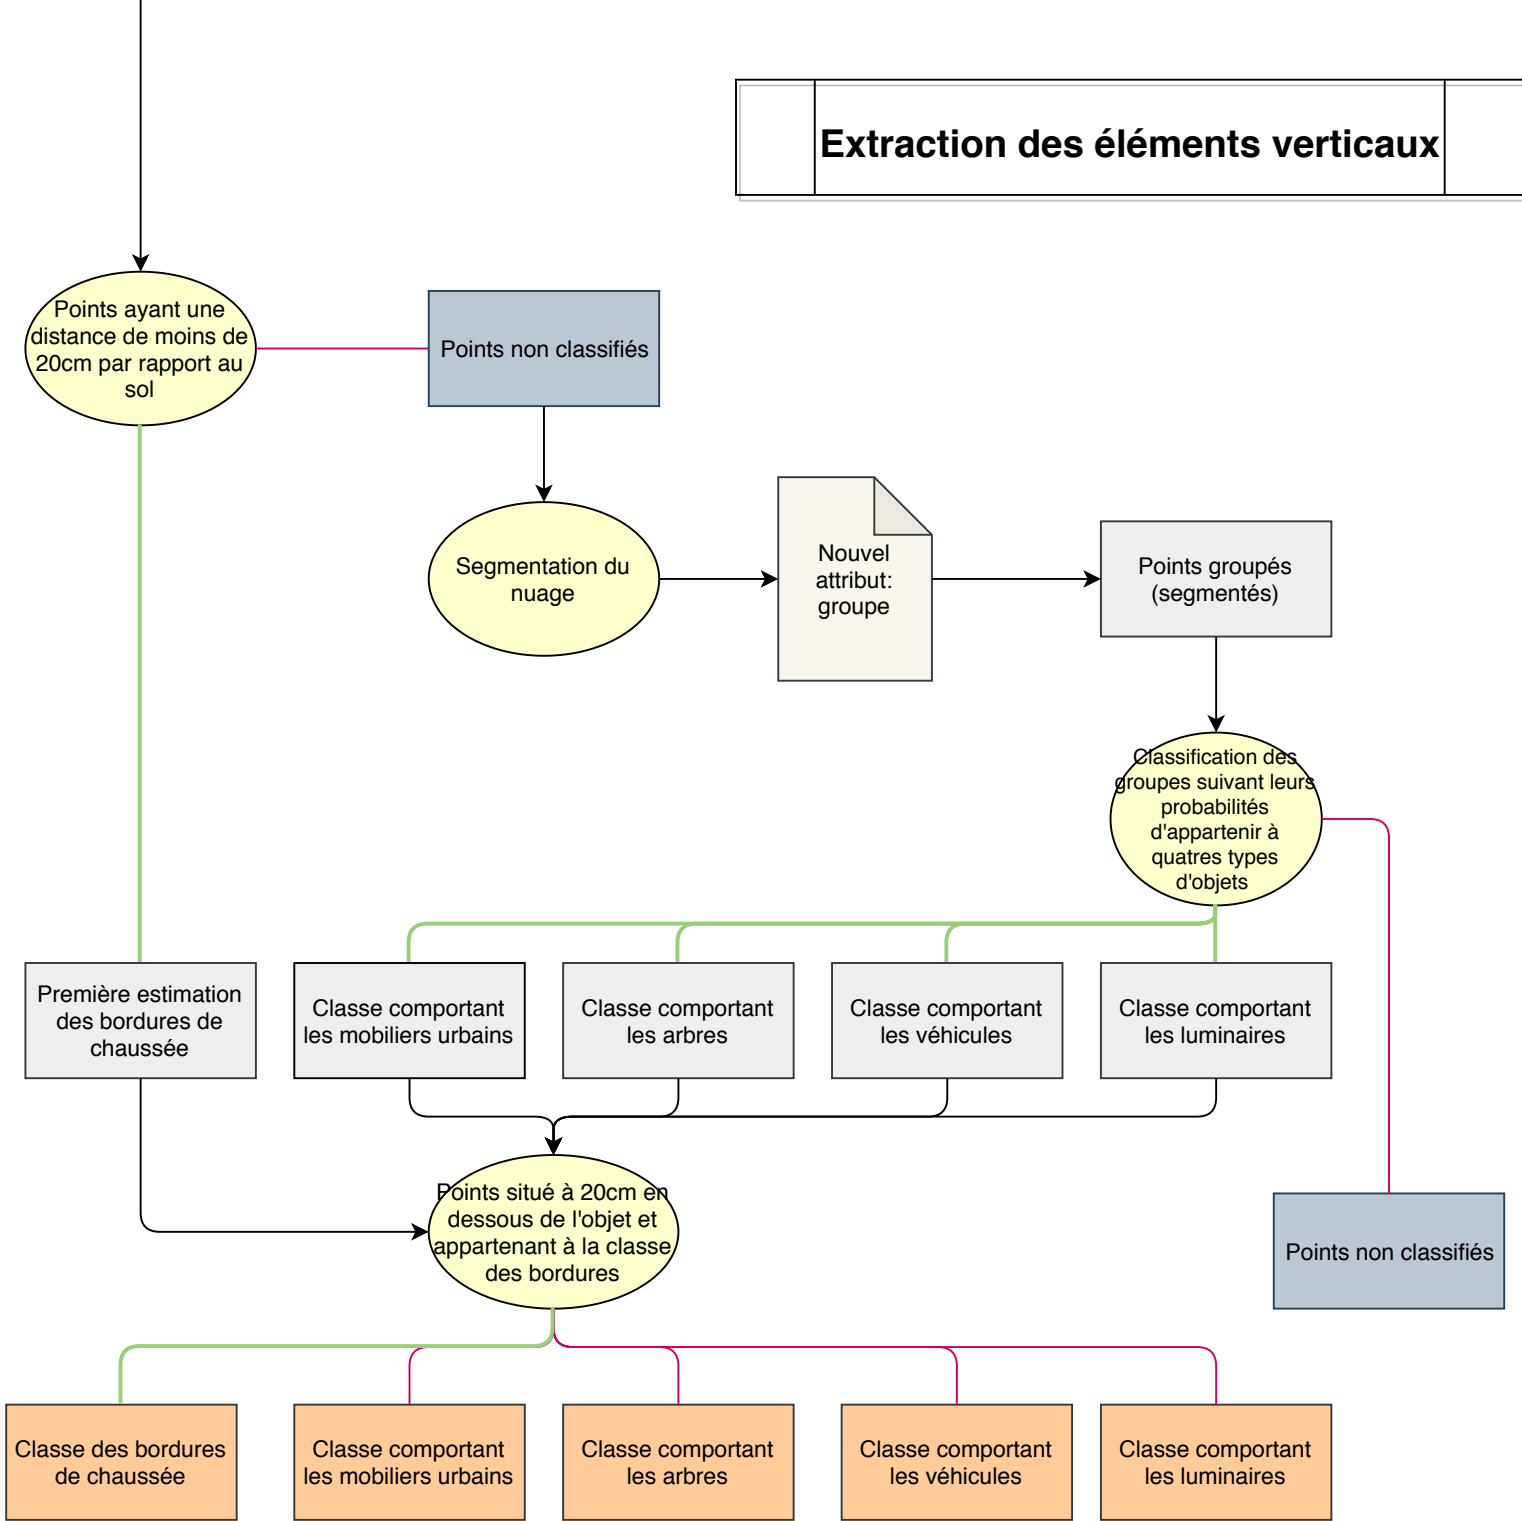 Extraction des éléments verticaux
Points ayant une
distance de moins de
20cm par rapport au
sol
Points non classifiés
Segmentation du
nuage
Nouvel
attribut:
groupe
Points groupés
(segmentés)
Classification des
groupes suivant leurs
probabilités
d'appartenir à
quatres types
d'objets
Première estimation
des bordures de
chaussée
Classe comportant
les mobiliers urbains
Classe comportant
les arbres
Classe comportant
les véhicules
Classe comportant
les luminaires
Points situé à 20cm en
dessous de l'objet et
appartenant à la classe
des bordures
Points non classifiés
Classe des bordures
de chaussée
Classe comportant
les mobiliers urbains
Classe comportant
les arbres
Classe comportant
les véhicules
Classe comportant
les luminaires